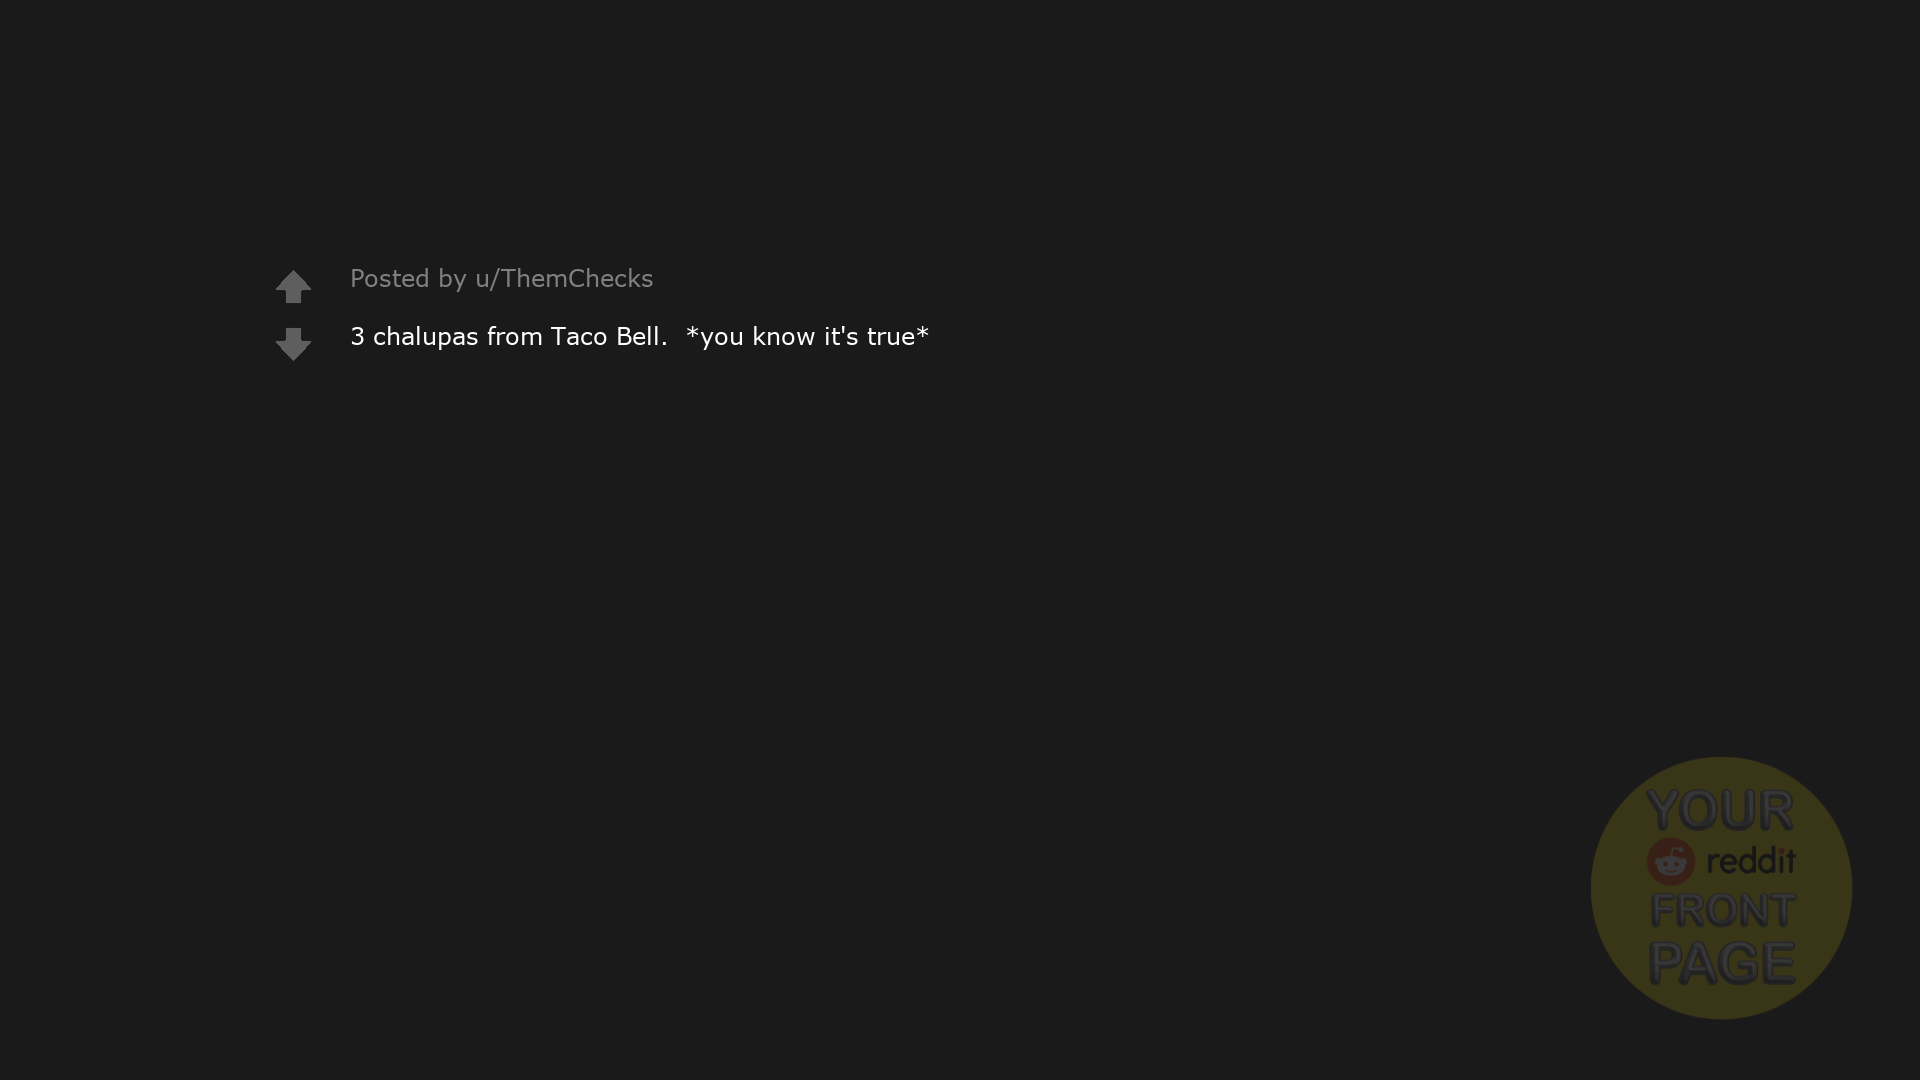 Posted by u/ThemChecks
3 chalupas from Taco Bell.  *you know it's true*
YOUR
reddit
FRONT
PAGE